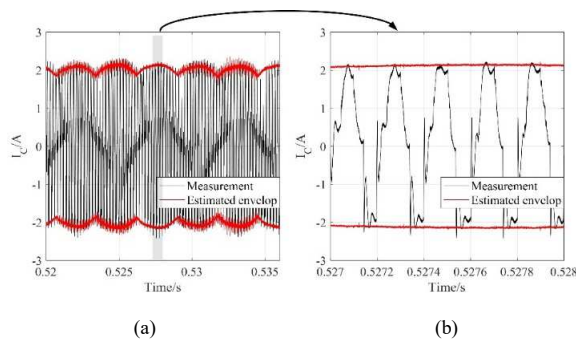 3
2
1
0
-1
-2
-3
I_C/A
Measurement
Estimated envelop
0.52
0.525
0.53
0.535
Time/s
(a)
3
2
1
0
-1
-2
-3
I_C/A
Measurement
Estimated envelop
0.527
0.5272
0.5274
0.5276
0.5278
0.528
Time/s
(b)